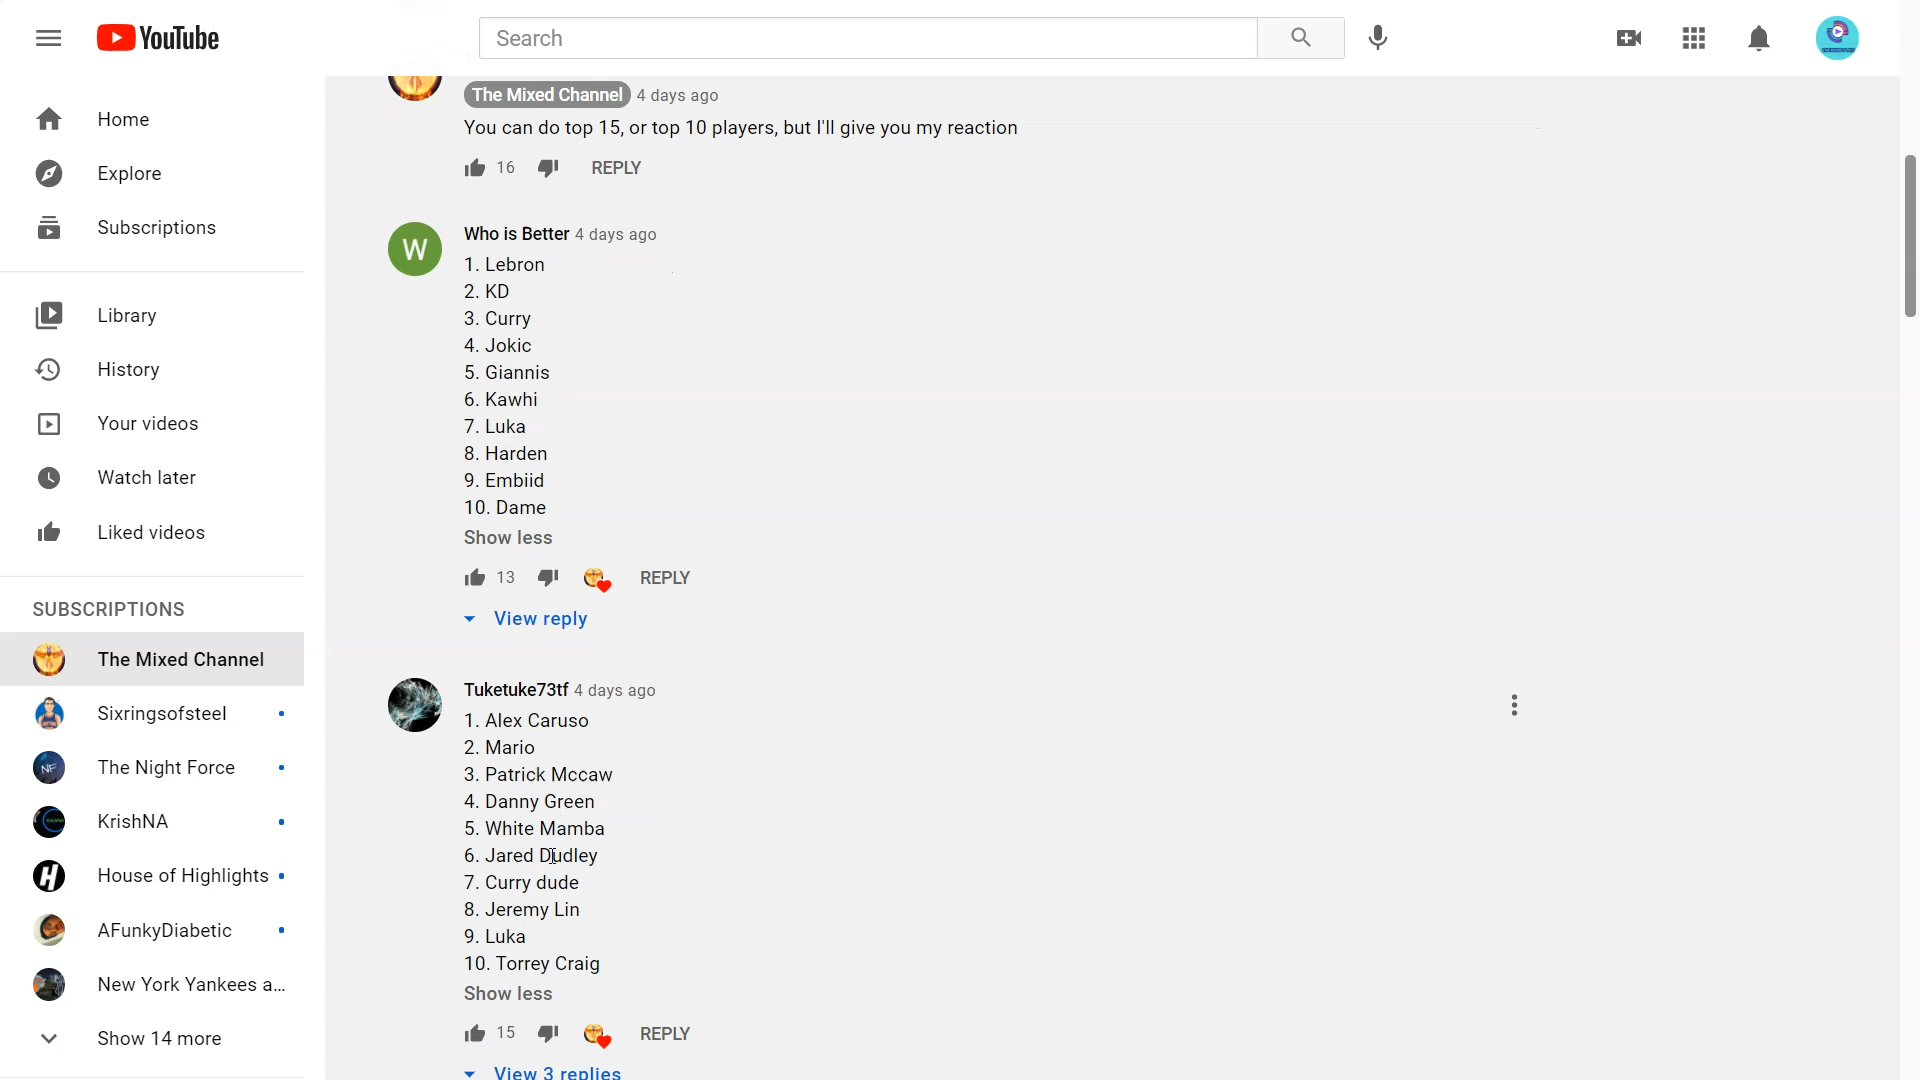 YouTube
Search
Home
Explore
Subscriptions
Library
History
Your videos
Watch later
Liked videos
SUBSCRIPTIONS
The Mixed Channel
Sixringsofsteel
The Night Force
KrishNA
House of Highlights
AFunkyDiabetic
New York Yankees a...
Show 14 more
The Mixed Channel 4 days ago
You can do top 15, or top 10 players, but I'll give you my reaction
16 REPLY
W
Who is Better 4 days ago
1. Lebron
2. KD
3. Curry
4. Jokic
5. Giannis
6. Kawhi
7. Luka
8. Harden
9. Embiid
10. Dame
Show less
13 REPLY
View reply
Tuketuke73tf 4 days ago
1. Alex Caruso
2. Mario
3. Patrick Mccaw
4. Danny Green
5. White Mamba
6. Jared Dudley
7. Curry dude
8. Jeremy Lin
9. Luka
10. Torrey Craig
Show less
15 REPLY
View 3 replies